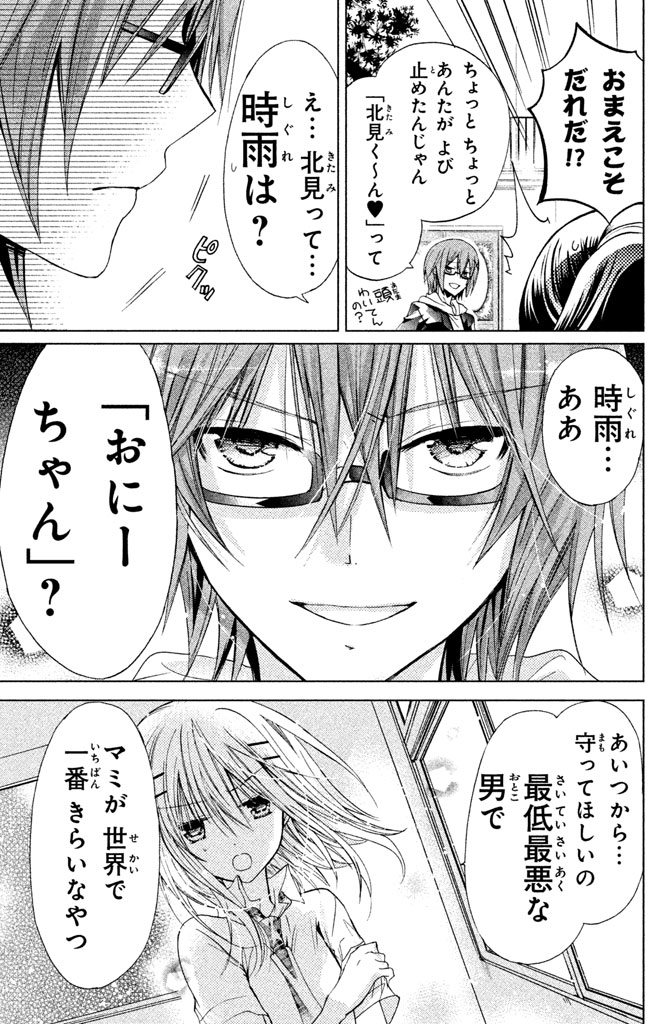 おまえこそ
だれだ!?
ちょっと ちょっと
あんたが よび
止めたんじゃん
「北見く〜ん♥」って
頭
わいてん
の?
え… 北見って…
時雨は?
ピクッ
時雨…
ああ
「おにー
ちゃん」?
あいつから…
守ってほしいの
最低最悪な
男で
マミが 世界で
一番 きらいなやつ